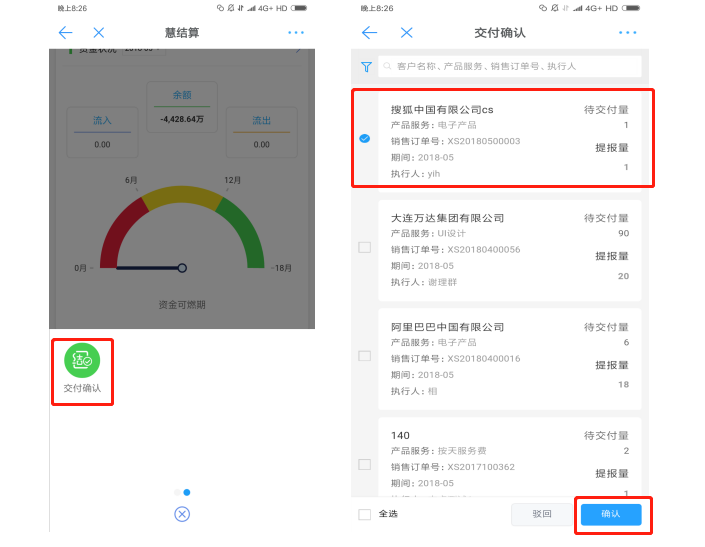 晚上8:26
4G+ HD
慧结算
资金状况
2018-05
余额
-4,428.64万
流入
0.00
流出
0.00
6月
12月
0月
18月
资金可燃期
交付确认
晚上8:26
4G+ HD
交付确认
客户名称、产品服务、销售订单号、执行人
搜狐中国有限公司cs
待交付量
产品服务：电子产品
1
销售订单号：XS20180500003
提报量
期间：2018-05
1
执行人：yih
大连万达集团有限公司
待交付量
产品服务：UI设计
90
销售订单号：XS20180400056
提报量
期间：2018-05
20
执行人：谢理群
阿里巴巴中国有限公司
待交付量
产品服务：电子产品
6
销售订单号：XS20180400016
提报量
期间：2018-05
18
执行人：相
140
待交付量
产品服务：按天服务费
2
销售订单号：XS2017100362
提报量
期间：2018-05
1
全选
驳回
确认